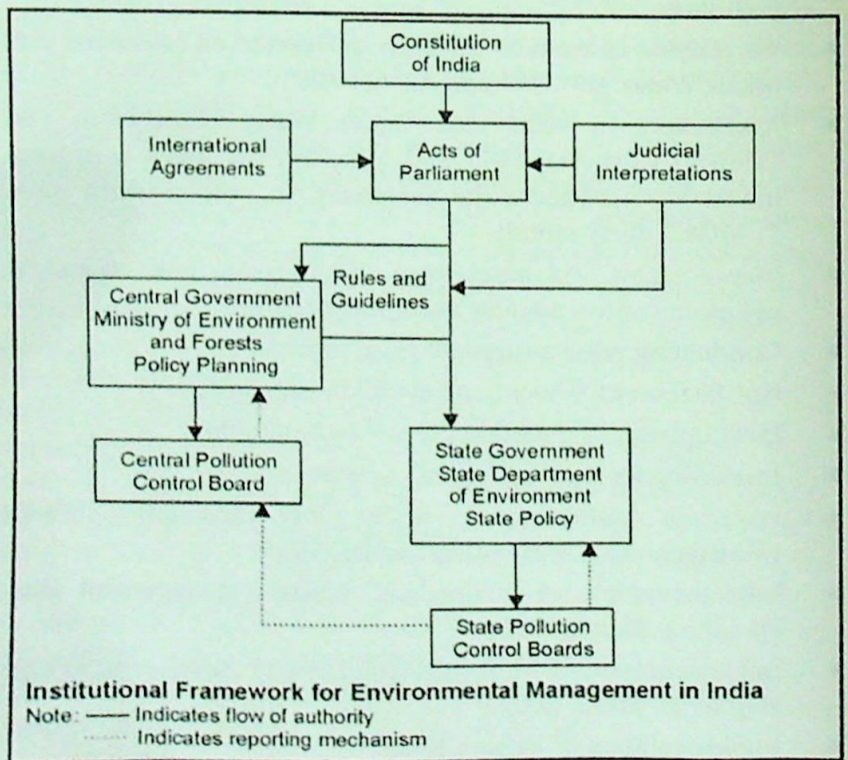 Constitution
of India
International
Agreements
Acts of
Parliament
Judicial
Interpretations
Rules and
Guidelines
Central Government
Ministry of Environment
and Forests
Policy Planning
Central Pollution
Control Board
State Government
State Department
of Environment
State Policy
State Pollution
Control Boards
Institutional Framework for Environmental Management in India
Note: —— Indicates flow of authority
........ Indicates reporting mechanism